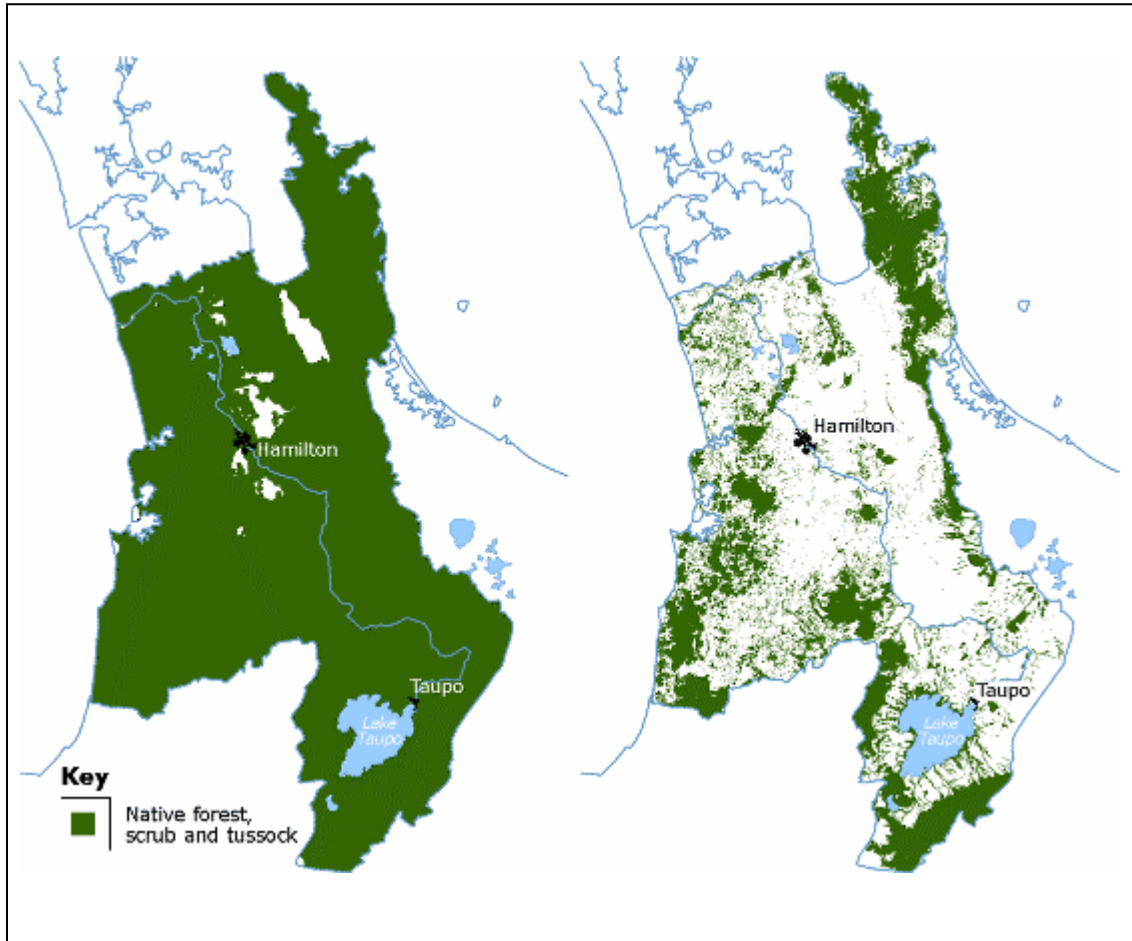 Hamilton
Taupo
Lake
Taupo
Key
Native forest,
scrub and tussock
Hamilton
Taupo
Lake
Taupo